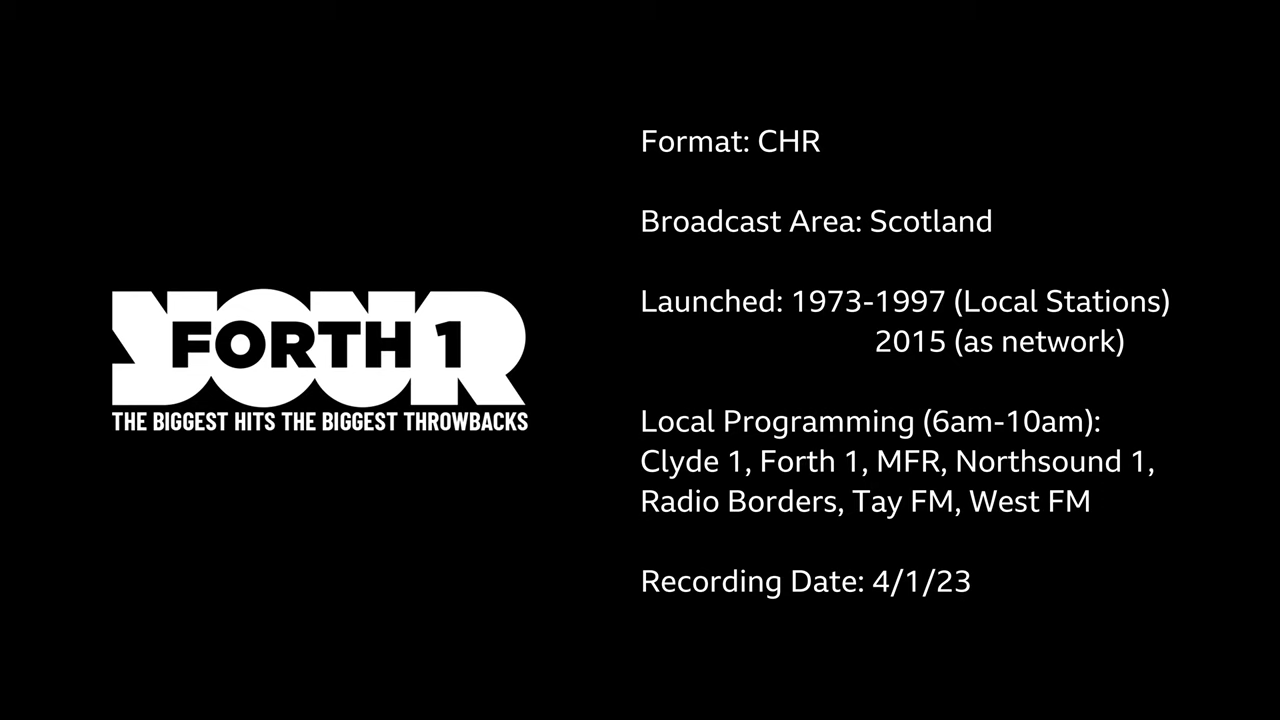 YOUR
FORTH 1
THE BIGGEST HITS THE BIGGEST THROWBACKS
Format: CHR
Broadcast Area: Scotland
Launched: 1973-1997 (Local Stations)
2015 (as network)
Local Programming (6am-10am):
Clyde 1, Forth 1, MFR, Northsound 1,
Radio Borders, Tay FM, West FM
Recording Date: 4/1/23